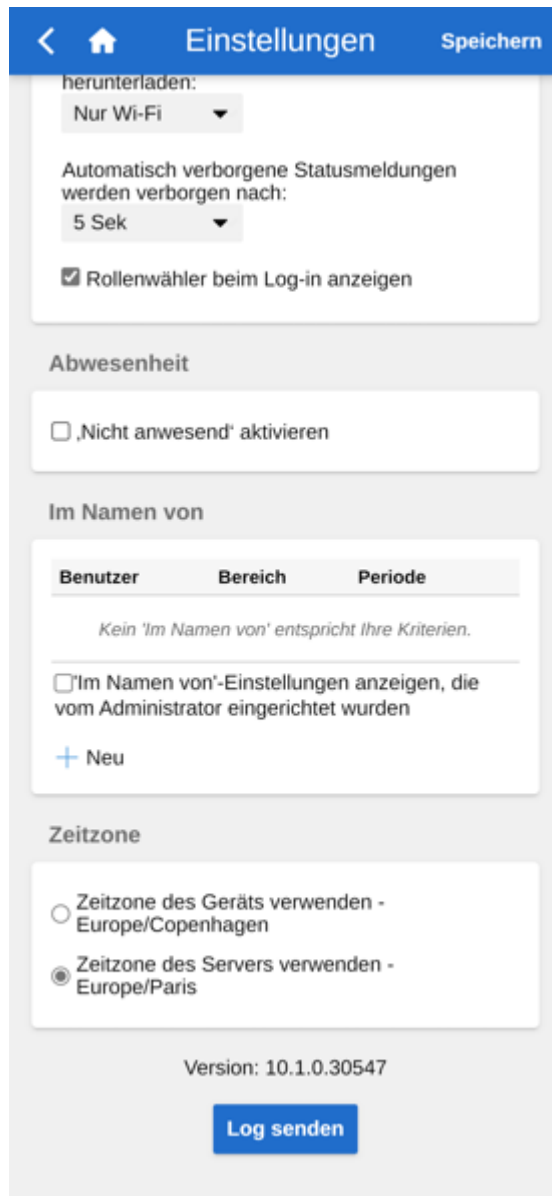 Einstellungen Speichern
herunterladen:
Nur Wi-Fi
Automatisch verborgene Statusmeldungen
werden verborgen nach:
5 Sek
Rollenwähler beim Log-in anzeigen
Abwesenheit
‚Nicht anwesend‘ aktivieren
Im Namen von
Benutzer Bereich Periode
Kein 'Im Namen von' entspricht Ihre Kriterien.
'Im Namen von'-Einstellungen anzeigen, die
vom Administrator eingerichtet wurden
Neu
Zeitzone
Zeitzone des Geräts verwenden -
Europe/Copenhagen
Zeitzone des Servers verwenden -
Europe/Paris
Version: 10.1.0.30547
Log senden